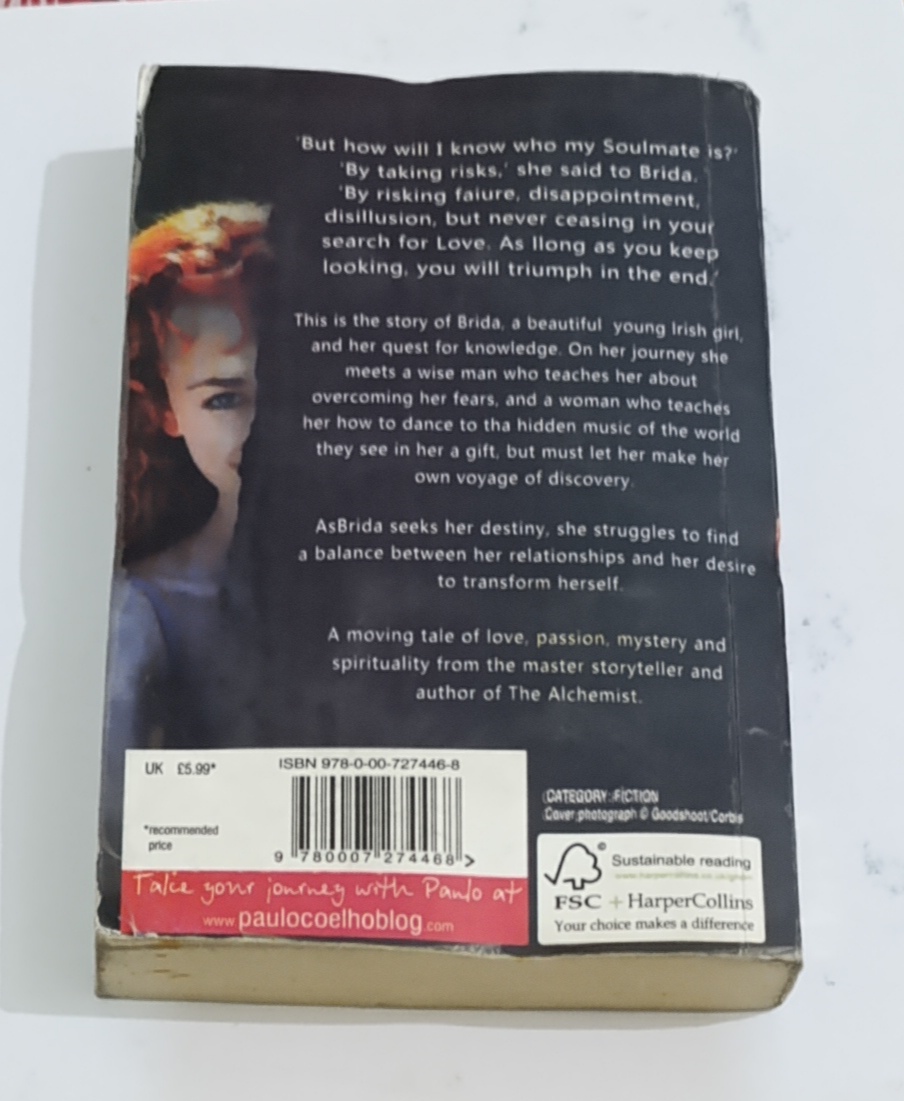 'But how will I know who my Soulmate is?'
'By taking risks,' she said to Brida.
'By risking faiure, disappointment,
disillusion, but never ceasing in your
search for Love. As llong as you keep
looking, you will triumph in the end.'
This is the story of Brida, a beautiful young Irish girl,
and her quest for knowledge. On her journey she
meets a wise man who teaches her about
overcoming her fears, and a woman who teaches
her how to dance to tha hidden music of the world
they see in her a gift, but must let her make her
own voyage of discovery.
AsBrida seeks her destiny, she struggles to find
a balance between her relationships and her desire
to transform herself.
A moving tale of love, passion, mystery and
spirituality from the master storyteller and
author of The Alchemist.
UK £5.99*
ISBN 978-0-00-727446-8
*recommended
price
9 780007 274468 >
Take your journey with Paulo at
www.paulocoelhoblog.com
CATEGORY: FICTION
Cover photograph © Goodshoot/Corbis
Sustainable reading
FSC + HarperCollins
Your choice makes a difference